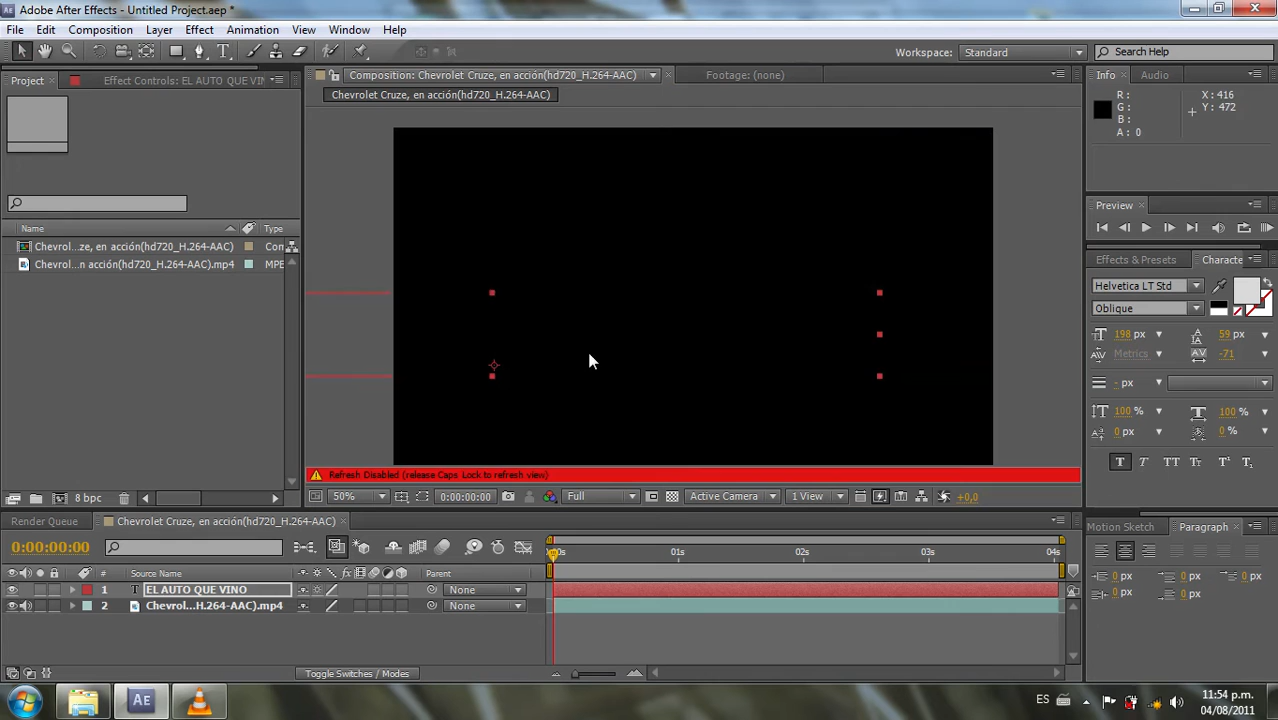 Adobe After Effects - Untitled Project.aep *
File Edit Composition Layer Effect Animation View Window Help
Workspace: Standard Search Help
Project Effect Controls: EL AUTO QUE VIN
Composition: Chevrolet Cruze, en acción(hd720_H.264-AAC) Footage: (none)
Info Audio
Chevrolet Cruze, en acción(hd720_H.264-AAC)
R:
G:
B:
A: 0
X: 416
Y: 472
Preview
Name Type
Chevrol...ze, en acción(hd720_H.264-AAC) Con
Chevrol...n acción(hd720_H.264-AAC).mp4 MPE
Effects & Presets Characte
Helvetica LT Std
Oblique
198 px 59 px
Metrics -71
- px
100 % 100 %
0 px 0 %
T T TT Tt T¹ T₁
Refresh Disabled (release Caps Lock to refresh view)
8 bpc
50% 0:00:00:00 Full Active Camera 1 View +0,0
Render Queue Chevrolet Cruze, en acción(hd720_H.264-AAC)
Motion Sketch Paragraph
0:00:00:00
0s 01s 02s 03s 04s
# Source Name Parent
1 T EL AUTO QUE VINO None
2 Chevrol...H.264-AAC).mp4 None
0 px 0 px 0 px
0 px 0 px
Toggle Switches / Modes
ES 11:54 p.m.
04/08/2011